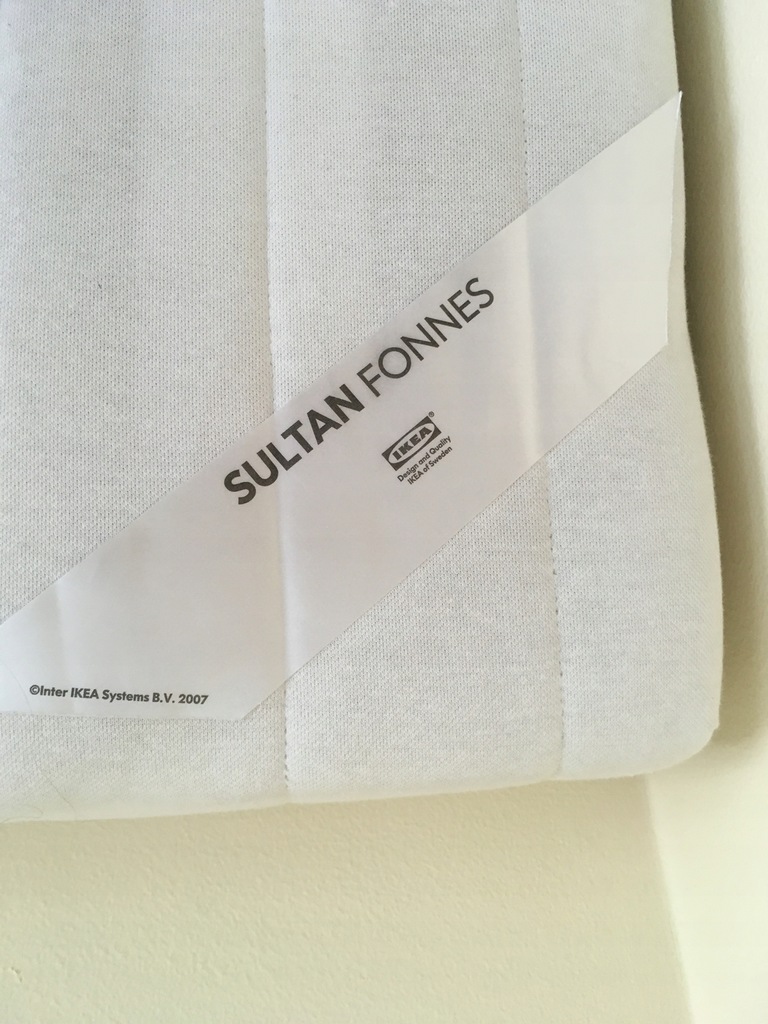 SULTAN FONNES
IKEA®
Design and Quality
IKEA of Sweden
©Inter IKEA Systems B.V. 2007